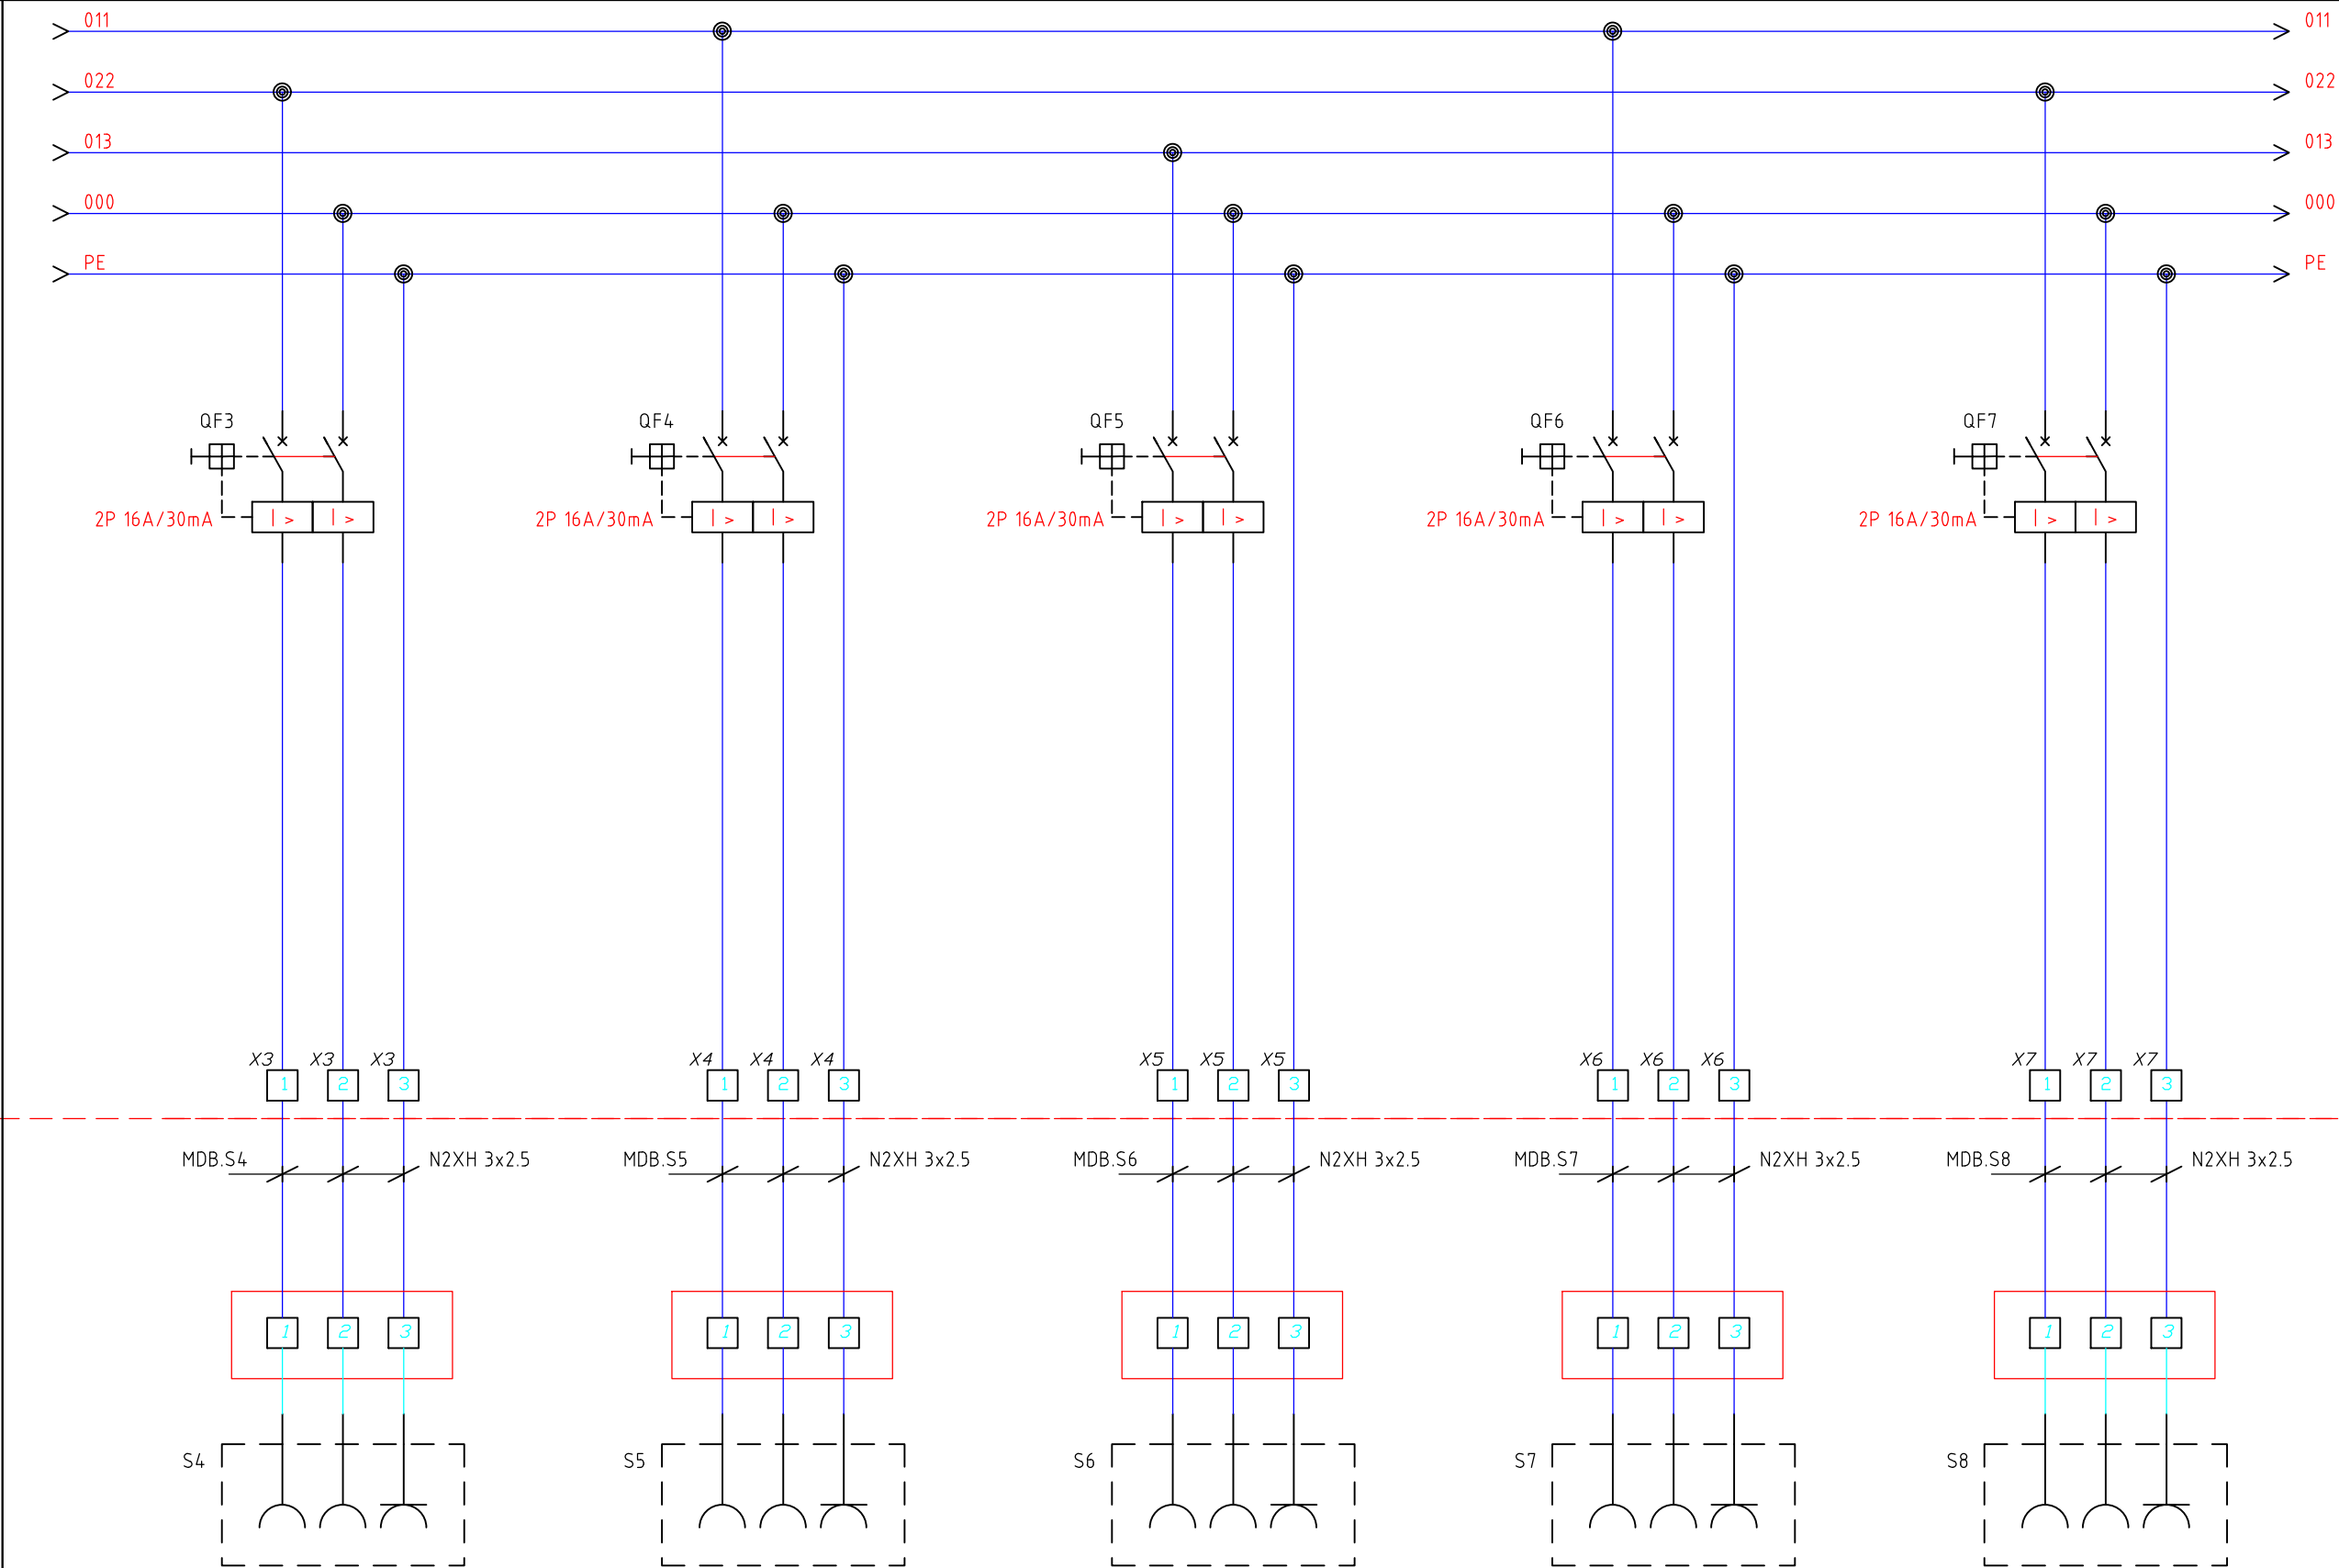 011 011
022 022
013 013
000 000
PE PE
QF3 QF4 QF5 QF6 QF7
2P 16A/30mA I > I > 2P 16A/30mA I > I > 2P 16A/30mA I > I > 2P 16A/30mA I > I > 2P 16A/30mA I > I >
X3 X3 X3 X4 X4 X4 X5 X5 X5 X6 X6 X6 X7 X7 X7
1 2 3 1 2 3 1 2 3 1 2 3 1 2 3
MDB.S4 N2XH 3x2.5 MDB.S5 N2XH 3x2.5 MDB.S6 N2XH 3x2.5 MDB.S7 N2XH 3x2.5 MDB.S8 N2XH 3x2.5
1 2 3 1 2 3 1 2 3 1 2 3 1 2 3
S4 S5 S6 S7 S8